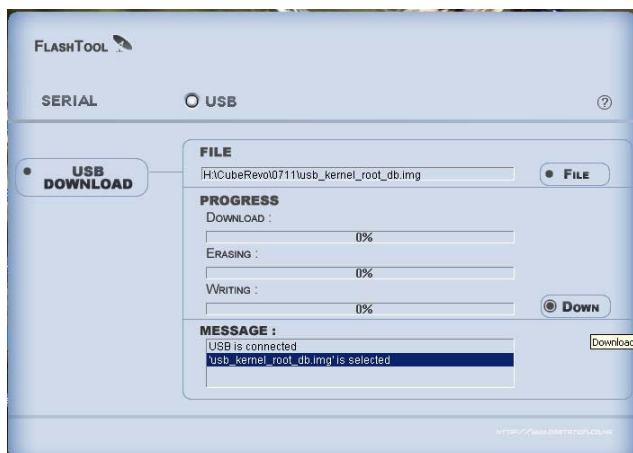 FLASHTOOL
SERIAL
USB
?
USB
DOWNLOAD
FILE
H:\CubeRevo\0711\usb_kernel_root_db.img
FILE
PROGRESS
DOWNLOAD :
0%
ERASING :
0%
WRITING :
0%
DOWN
MESSAGE :
USB is connected
'usb_kernel_root_db.img' is selected
Download